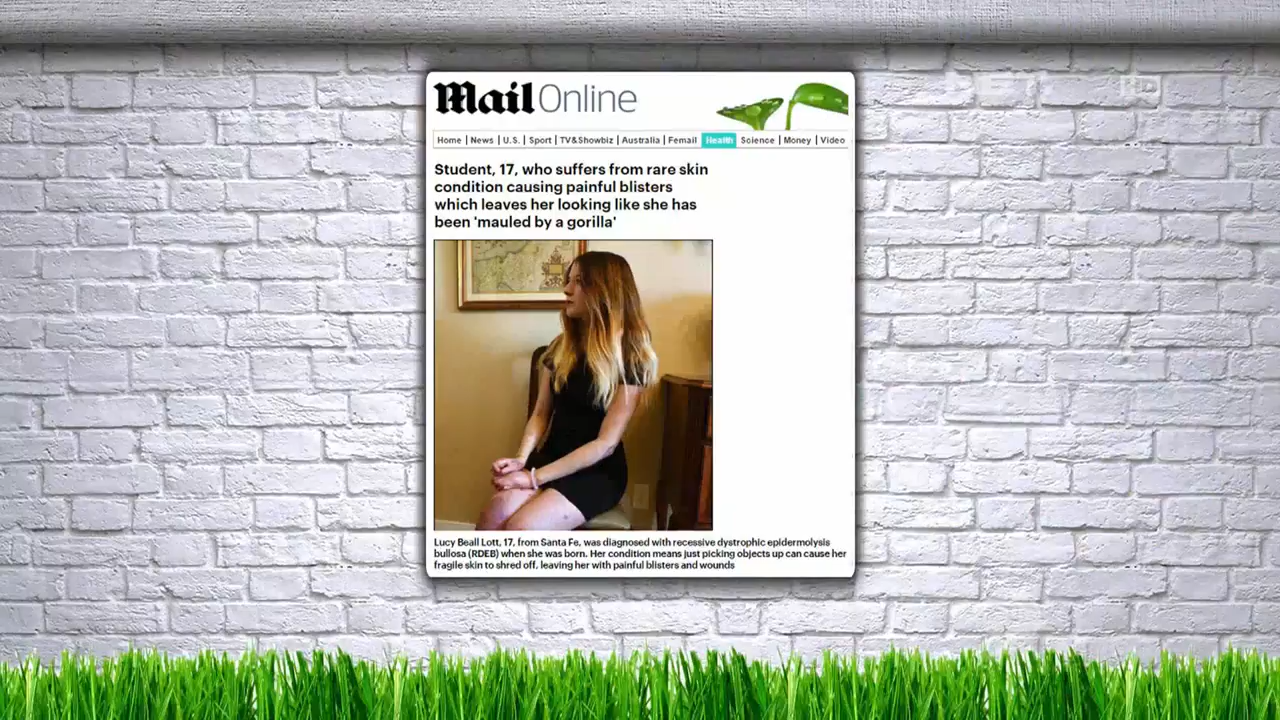 Mail Online
Home | News | U.S. | Sport | TV&Showbiz | Australia | Femail | Health | Science | Money | Video
Student, 17, who suffers from rare skin
condition causing painful blisters
which leaves her looking like she has
been 'mauled by a gorilla'
Lucy Beall Lott, 17, from Santa Fe, was diagnosed with recessive dystrophic epidermolysis
bullosa (RDEB) when she was born. Her condition means just picking objects up can cause her
fragile skin to shred off, leaving her with painful blisters and wounds